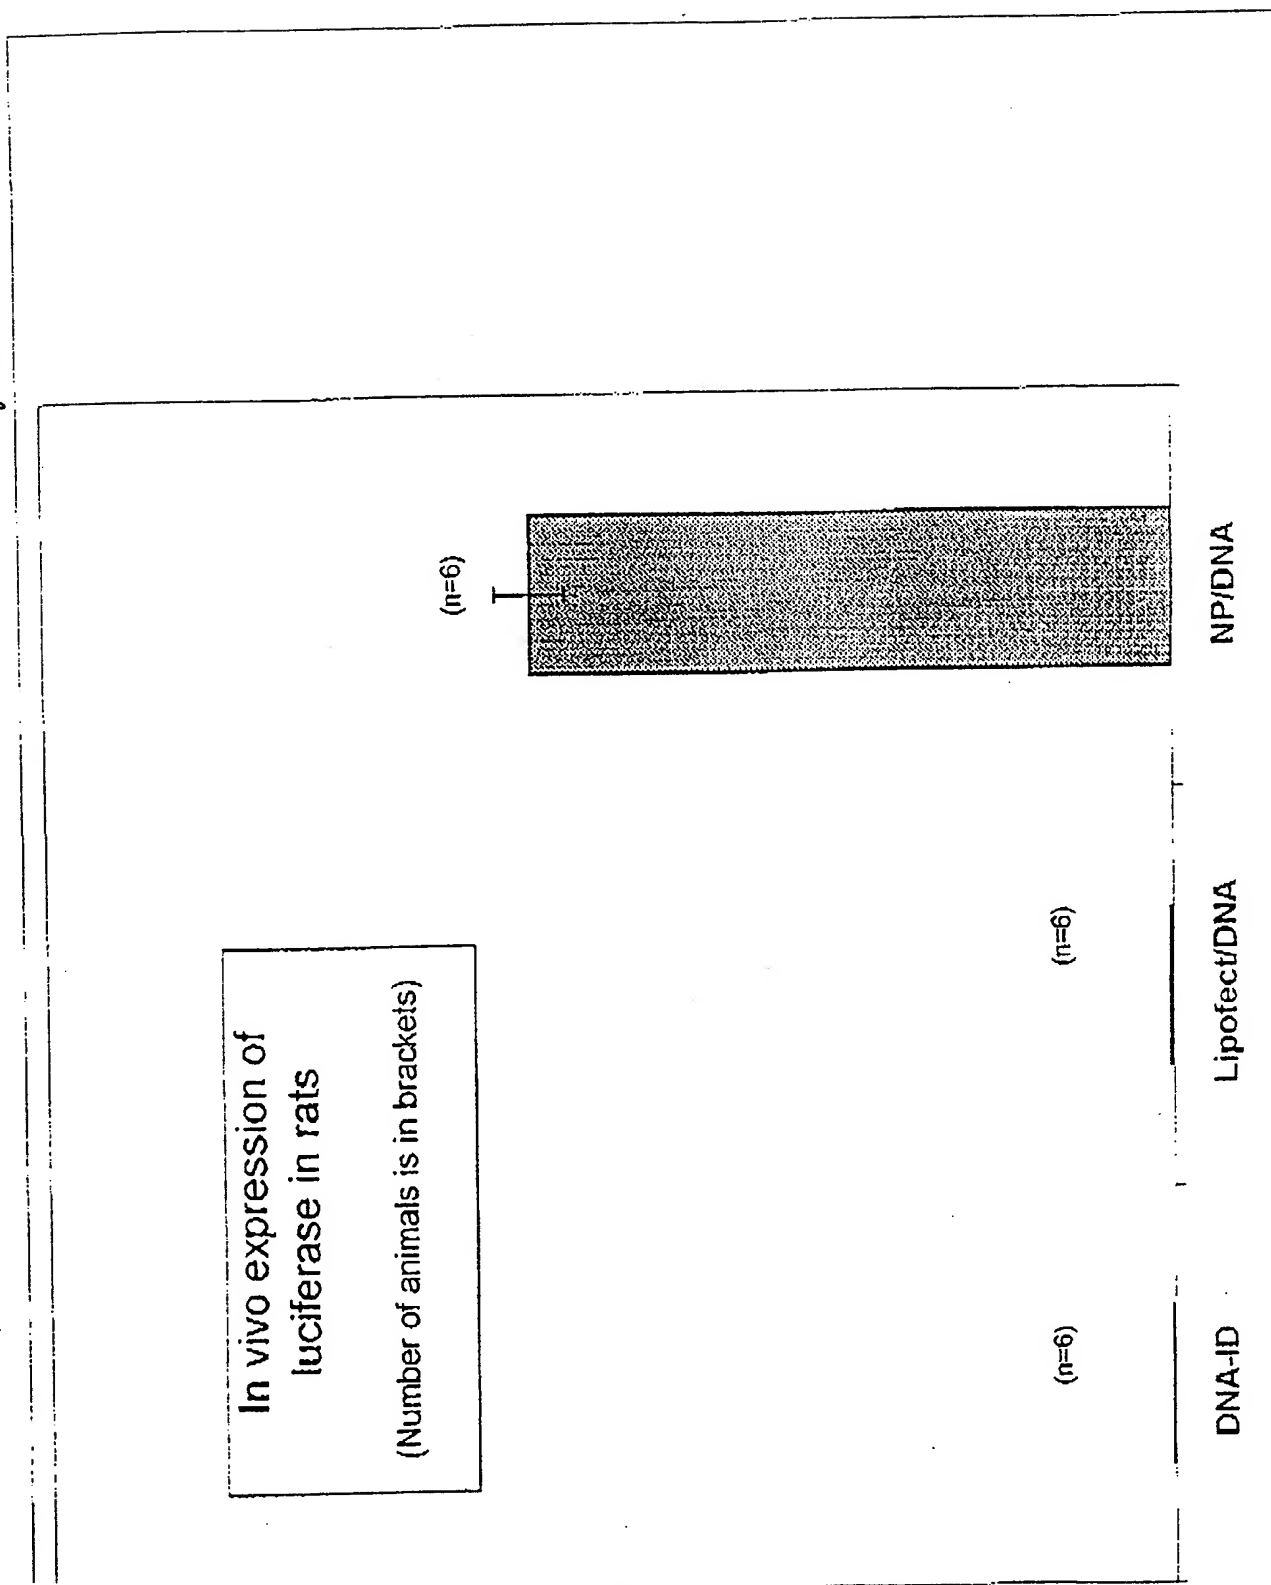 In vivo expression of
luciferase in rats
(Number of animals is in brackets)
(n=6)
(n=6)
(n=6)
DNA-ID
Lipofect/DNA
NP/DNA